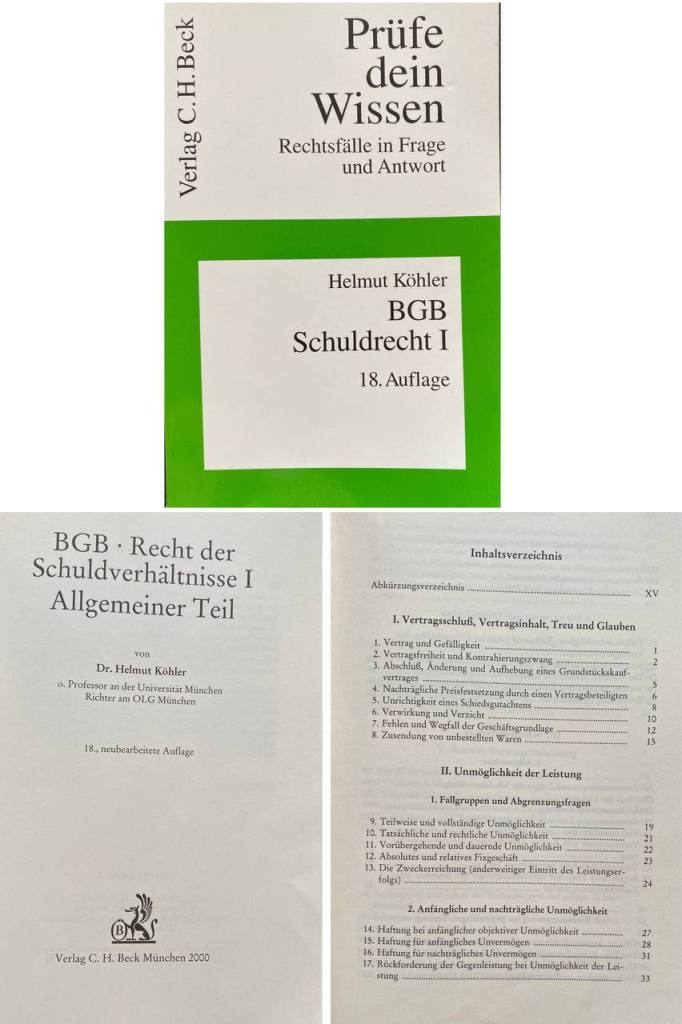 Verlag C. H. Beck
Prüfe
dein
Wissen
Rechtsfälle in Frage
und Antwort
Helmut Köhler
BGB
Schuldrecht I
18. Auflage
BGB · Recht der
Schuldverhältnisse I
Allgemeiner Teil
von
Dr. Helmut Köhler
o. Professor an der Universität München
Richter am OLG München
18., neubearbeitete Auflage
B
Verlag C. H. Beck München 2000
Inhaltsverzeichnis
Abkürzungsverzeichnis ... XV
I. Vertragsschluß, Vertragsinhalt, Treu und Glauben
1. Vertrag und Gefälligkeit ... 1
2. Vertragsfreiheit und Kontrahierungszwang ... 2
3. Abschluß, Änderung und Aufhebung eines Grundstückskauf-
vertrages ... 5
4. Nachträgliche Preisfestsetzung durch einen Vertragsbeteiligten 6
5. Unrichtigkeit eines Schiedsgutachtens ... 8
6. Verwirkung und Verzicht ... 10
7. Fehlen und Wegfall der Geschäftsgrundlage ... 12
8. Zusendung von unbestellten Waren ... 15
II. Unmöglichkeit der Leistung
1. Fallgruppen und Abgrenzungsfragen
9. Teilweise und vollständige Unmöglichkeit ... 19
10. Tatsächliche und rechtliche Unmöglichkeit ... 21
11. Vorübergehende und dauernde Unmöglichkeit ... 22
12. Absolutes und relatives Fixgeschäft ... 23
13. Die Zweckerreichung (anderweitiger Eintritt des Leistungser-
folgs) ... 24
2. Anfängliche und nachträgliche Unmöglichkeit
14. Haftung bei anfänglicher objektiver Unmöglichkeit ... 27
15. Haftung für anfängliches Unvermögen ... 28
16. Haftung für nachträgliches Unvermögen ... 31
17. Rückforderung der Gegenleistung bei Unmöglichkeit der Lei-
stung ... 33